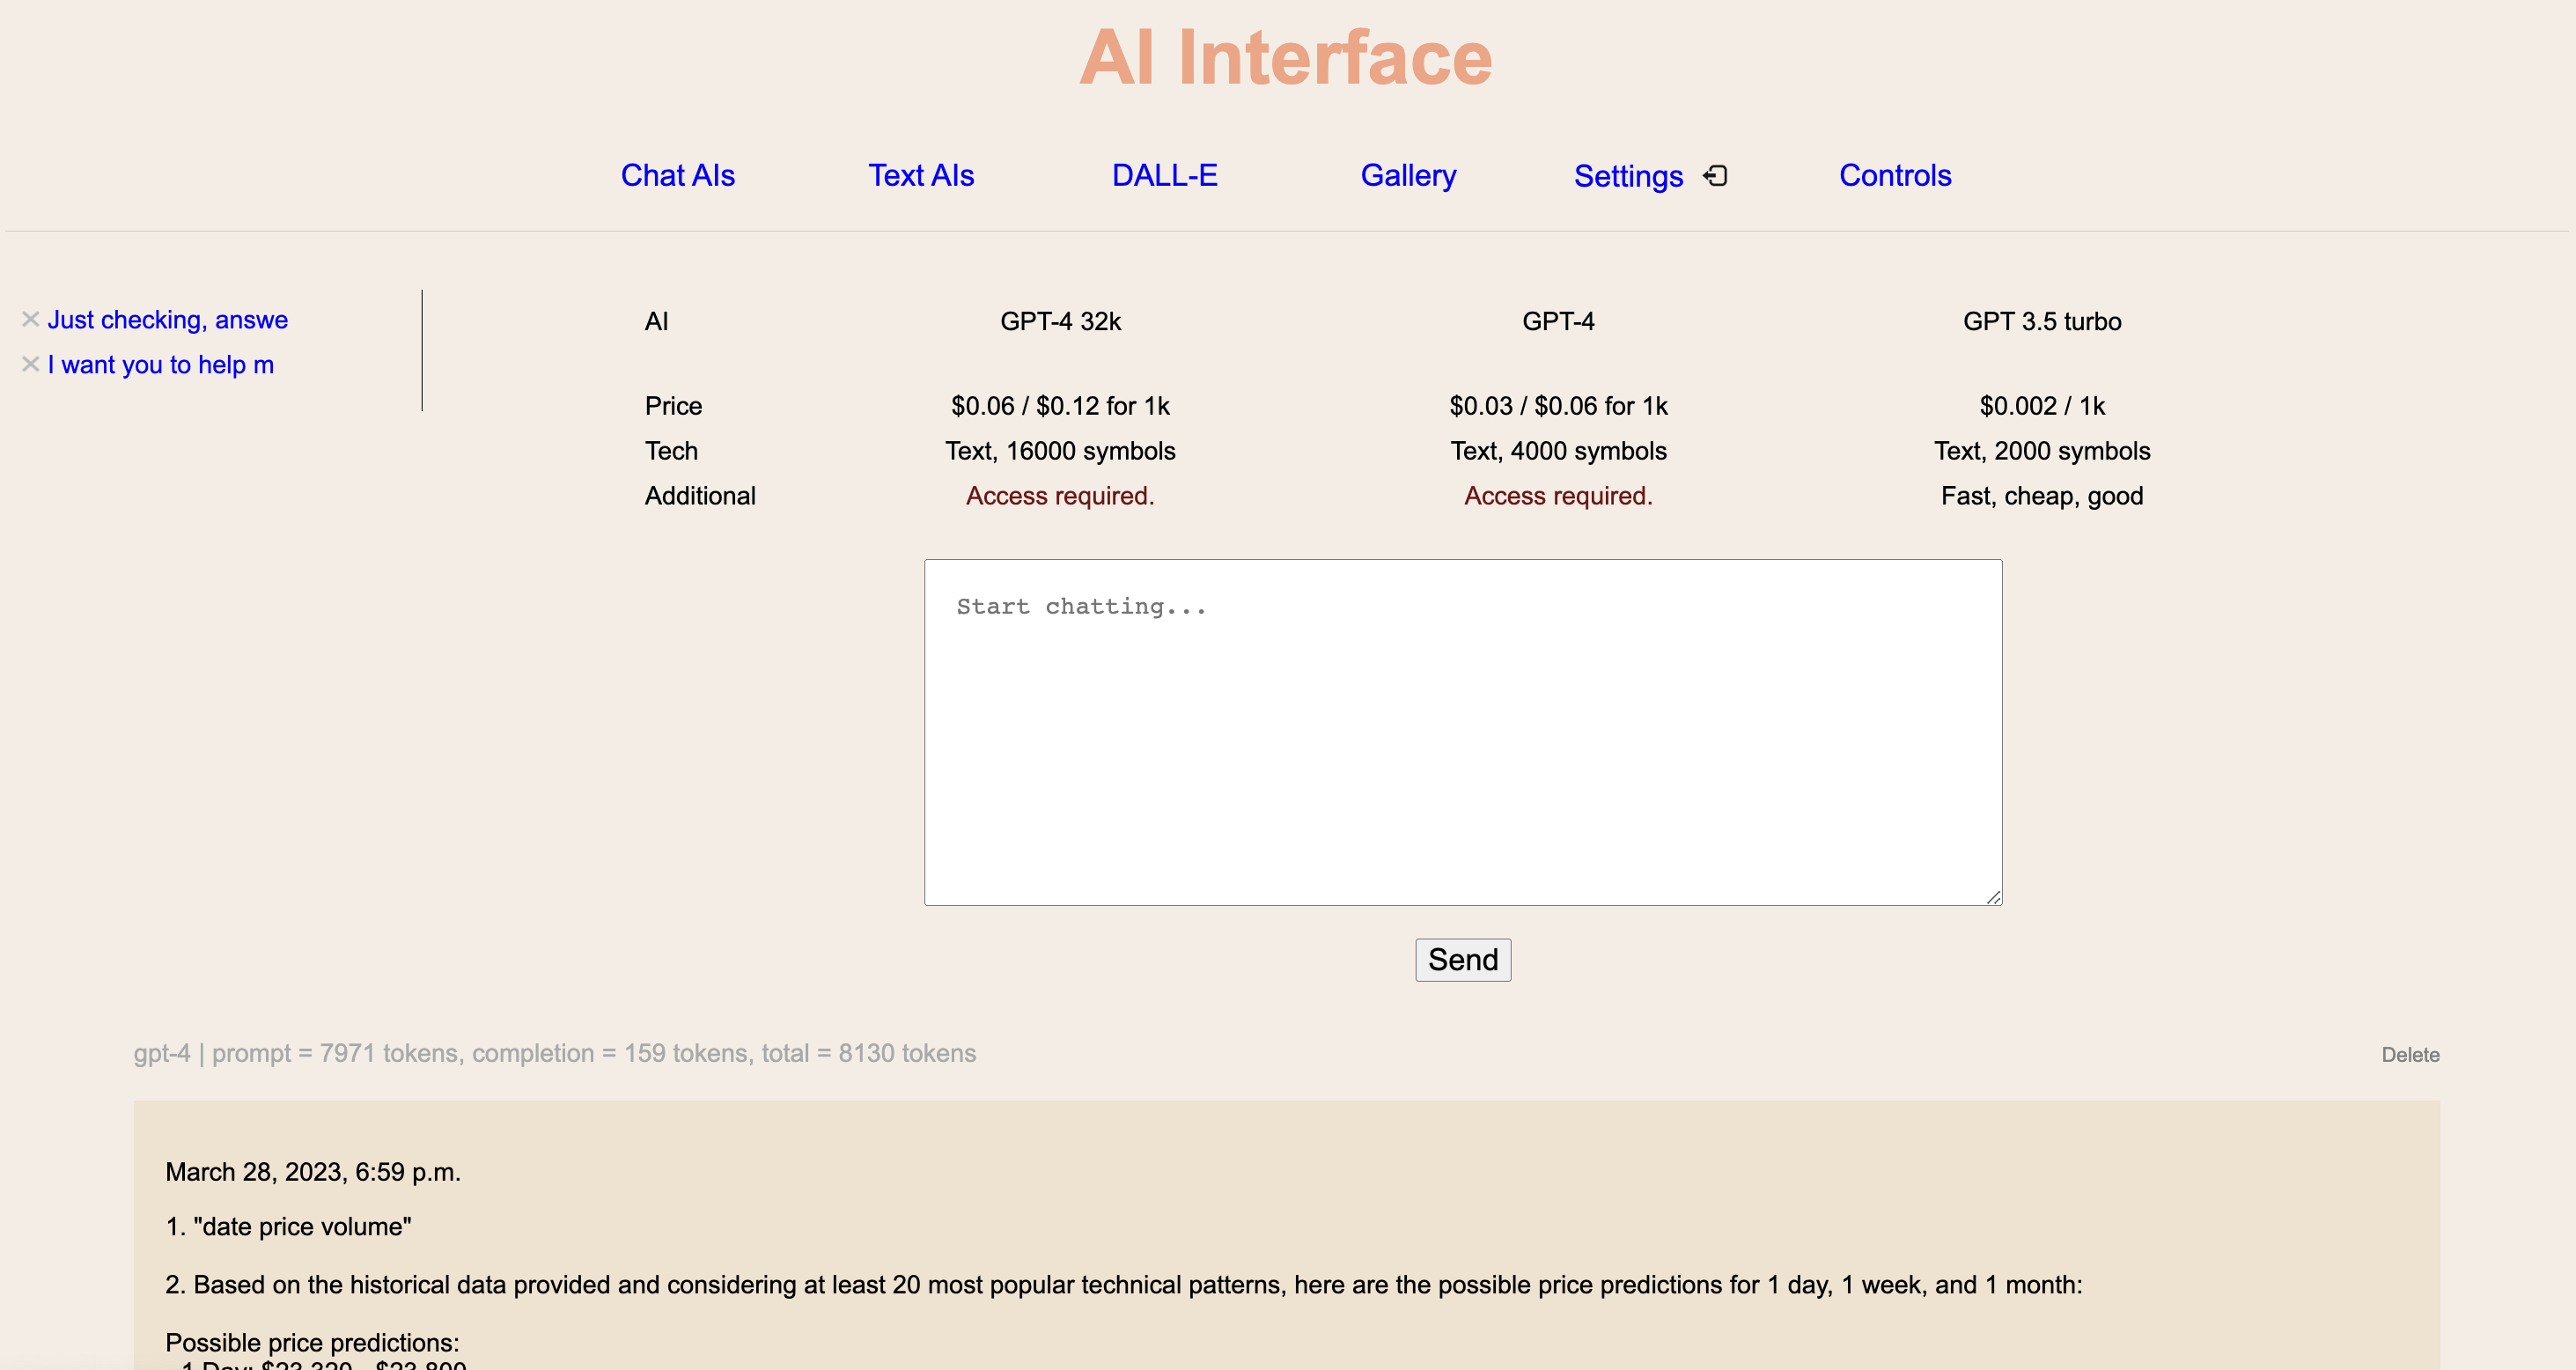 AI Interface
Chat AIs Text AIs DALL-E Gallery Settings Controls
Just checking, answe
I want you to help m
AI GPT-4 32k GPT-4 GPT 3.5 turbo
Price $0.06 / $0.12 for 1k $0.03 / $0.06 for 1k $0.002 / 1k
Tech Text, 16000 symbols Text, 4000 symbols Text, 2000 symbols
Additional Access required. Access required. Fast, cheap, good
Start chatting...
Send
gpt-4 | prompt = 7971 tokens, completion = 159 tokens, total = 8130 tokens Delete
March 28, 2023, 6:59 p.m.
1. "date price volume"
2. Based on the historical data provided and considering at least 20 most popular technical patterns, here are the possible price predictions for 1 day, 1 week, and 1 month:
Possible price predictions:
1 Day: $23,320 - $23,800